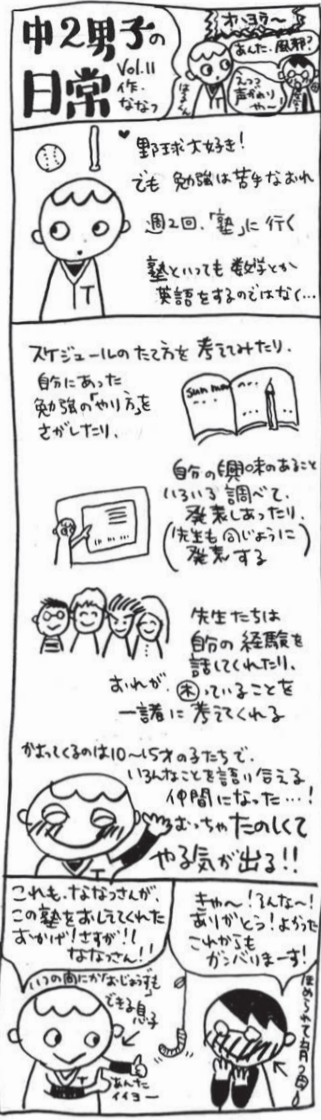 中2男子の
日常
Vol.11
作・
ななっ
オハヨウ〜
あんた、風邪?
えっっ
声がわり
や〜!
野球大好き!
でも 勉強は苦手なおれ
週2回、「塾」に行く
塾といっても 数学とか
英語をするのではなく…
T
スケジュールのたて方を 考えてみたり、
自分にあった
勉強の「やり方」を
さがしたり、
sun mon
自分の興味のあること
いろいろ調べて、
発表しあったり、
(先生も同じように
発表する)
先生たちは
自分の 経験を
話してくれたり、
おれが、困っていることを
一諸に 考えてくれる
かよってくるのは10〜15才の子たちで、
いろんなことを語り合える
仲間になった…!
むっちゃたのしくて
やる気が出る!!
T
これも、ななっさんが、
この塾をおしえてくれた
おかげ!さすが!!
ななっさん!!
いつの間にか「おじょうず」も
できる息子
あんた
イイヨー
きゃ〜!そんな〜!
ありがとう!よかった
これからも
ガンバリまーす!
ほめられて